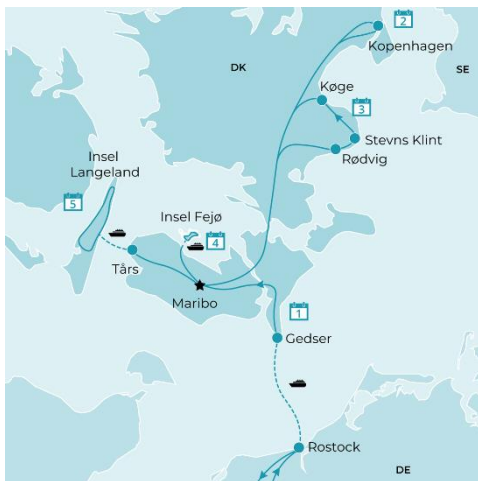 2
Kopenhagen
DK
SE
Køge
3
Stevns Klint
Rødvig
Insel
Langeland
5
Insel Fejø
4
Tårs
Maribo
1
Gedser
Rostock
DE